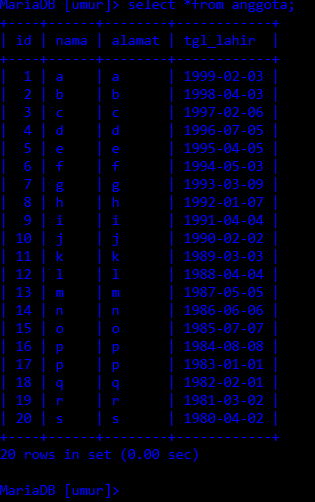 MariaDB [umur]> select *from anggota;
+----+------+--------+------------+
| id | nama | alamat | tgl_lahir  |
+----+------+--------+------------+
|  1 | a    | a      | 1999-02-03 |
|  2 | b    | b      | 1998-04-03 |
|  3 | c    | c      | 1997-02-06 |
|  4 | d    | d      | 1996-07-05 |
|  5 | e    | e      | 1995-04-05 |
|  6 | f    | f      | 1994-05-03 |
|  7 | g    | g      | 1993-03-09 |
|  8 | h    | h      | 1992-01-07 |
|  9 | i    | i      | 1991-04-04 |
| 10 | j    | j      | 1990-02-02 |
| 11 | k    | k      | 1989-03-03 |
| 12 | l    | l      | 1988-04-04 |
| 13 | m    | m      | 1987-05-05 |
| 14 | n    | n      | 1986-06-06 |
| 15 | o    | o      | 1985-07-07 |
| 16 | p    | p      | 1984-08-08 |
| 17 | p    | p      | 1983-01-01 |
| 18 | q    | q      | 1982-02-01 |
| 19 | r    | r      | 1981-03-02 |
| 20 | s    | s      | 1980-04-02 |
+----+------+--------+------------+
20 rows in set (0.00 sec)
MariaDB [umur]>